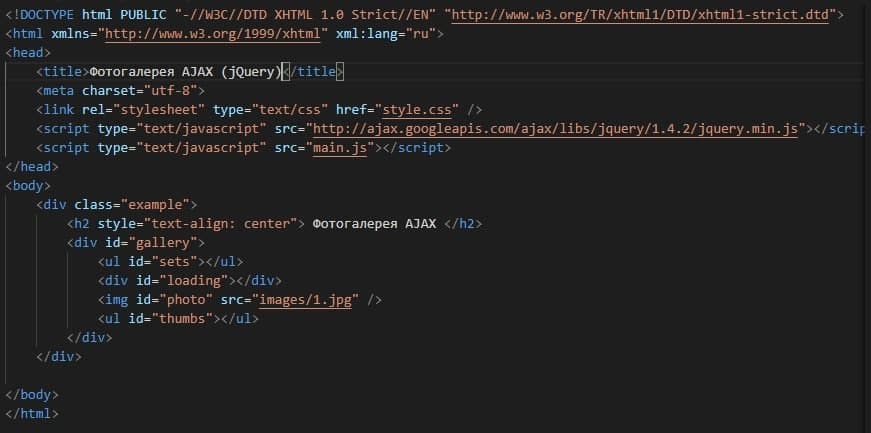 <!DOCTYPE html PUBLIC "-//W3C//DTD XHTML 1.0 Strict//EN" "http://www.w3.org/TR/xhtml1/DTD/xhtml1-strict.dtd">
<html xmlns="http://www.w3.org/1999/xhtml" xml:lang="ru">
<head>
    <title>Фотогалерея AJAX (jQuery)</title>
    <meta charset="utf-8">
    <link rel="stylesheet" type="text/css" href="style.css" />
    <script type="text/javascript" src="http://ajax.googleapis.com/ajax/libs/jquery/1.4.2/jquery.min.js"></scrip
    <script type="text/javascript" src="main.js"></script>
</head>
<body>
    <div class="example">
        <h2 style="text-align: center"> Фотогалерея AJAX </h2>
        <div id="gallery">
            <ul id="sets"></ul>
            <div id="loading"></div>
            <img id="photo" src="images/1.jpg" />
            <ul id="thumbs"></ul>
        </div>
    </div>
</body>
</html>